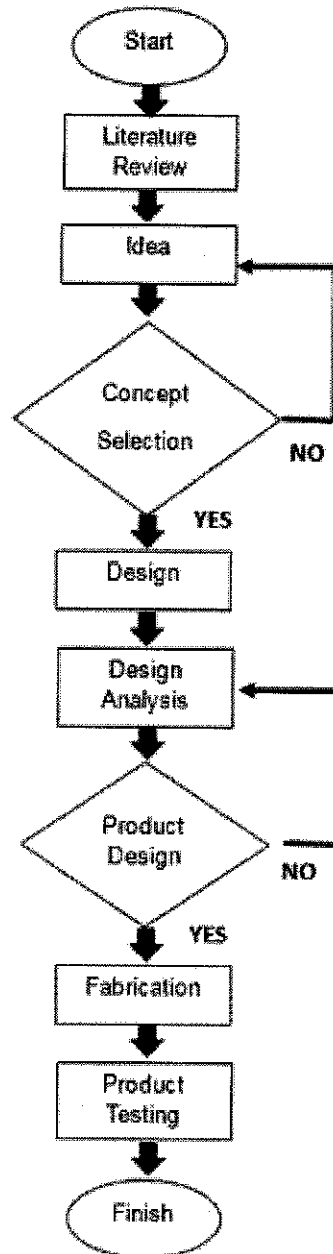 Start
Literature
Review
Idea
Concept
Selection
NO
YES
Design
Design
Analysis
Product
Design
NO
YES
Fabrication
Product
Testing
Finish